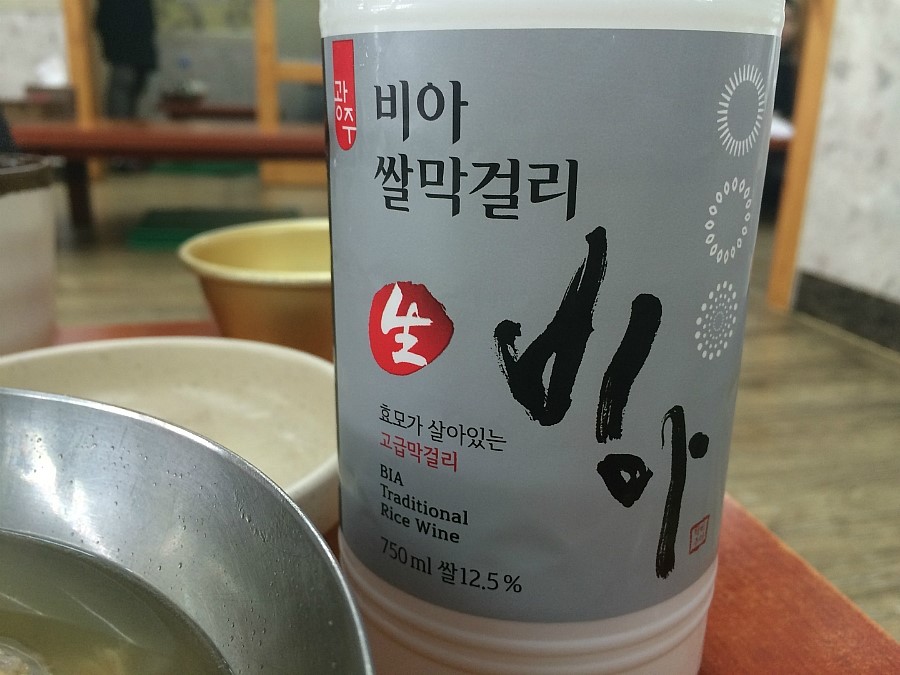 광주
비아
쌀막걸리
生
비아
효모가 살아있는
고급막걸리
BIA
Traditional
Rice Wine
750ml 쌀12.5%